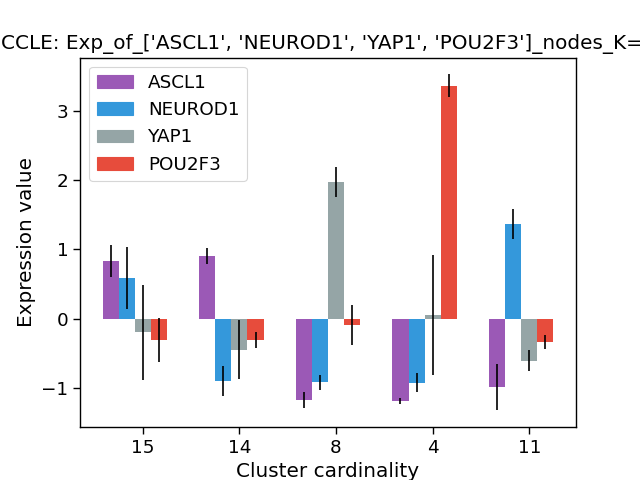 CCLE: Exp_of_['ASCL1', 'NEUROD1', 'YAP1', 'POU2F3']_nodes_K=
ASCL1
NEUROD1
YAP1
POU2F3
Expression value
3
2
1
0
−1
15 14 8 4 11
Cluster cardinality